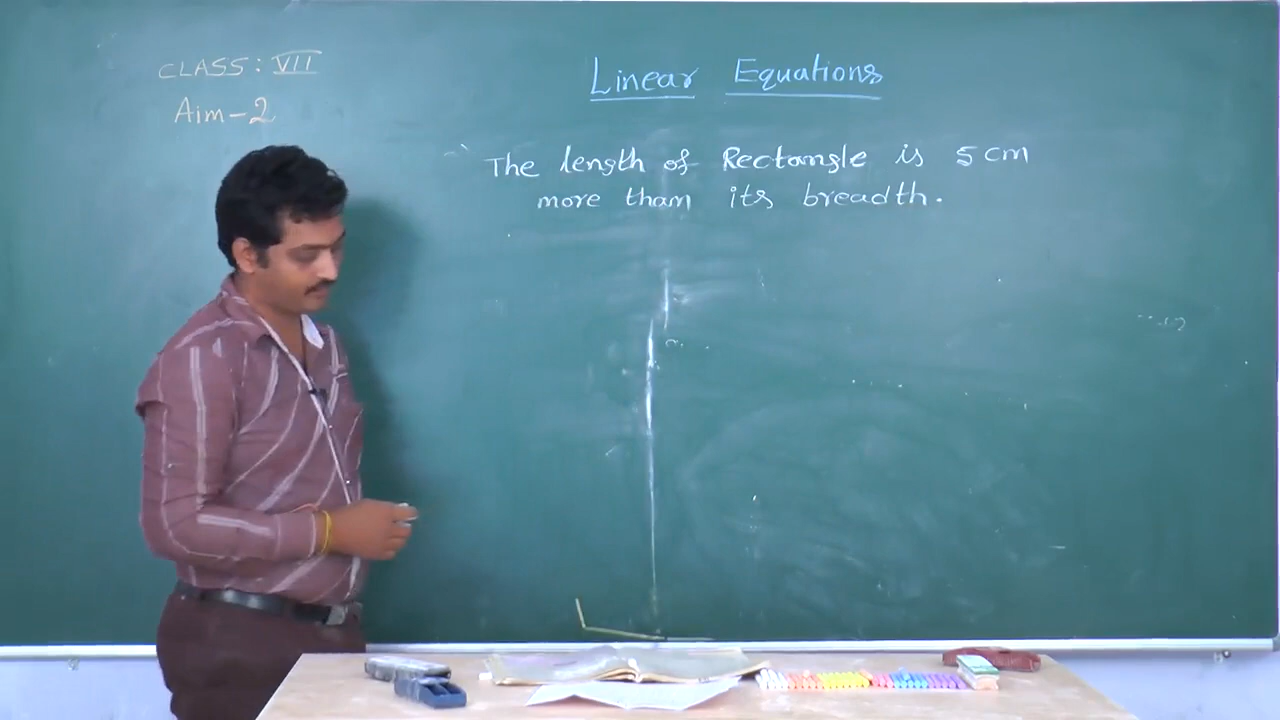 CLASS: VII
Aim-2
Linear Equations
The length of Rectangle is 5 cm
more than its breadth.